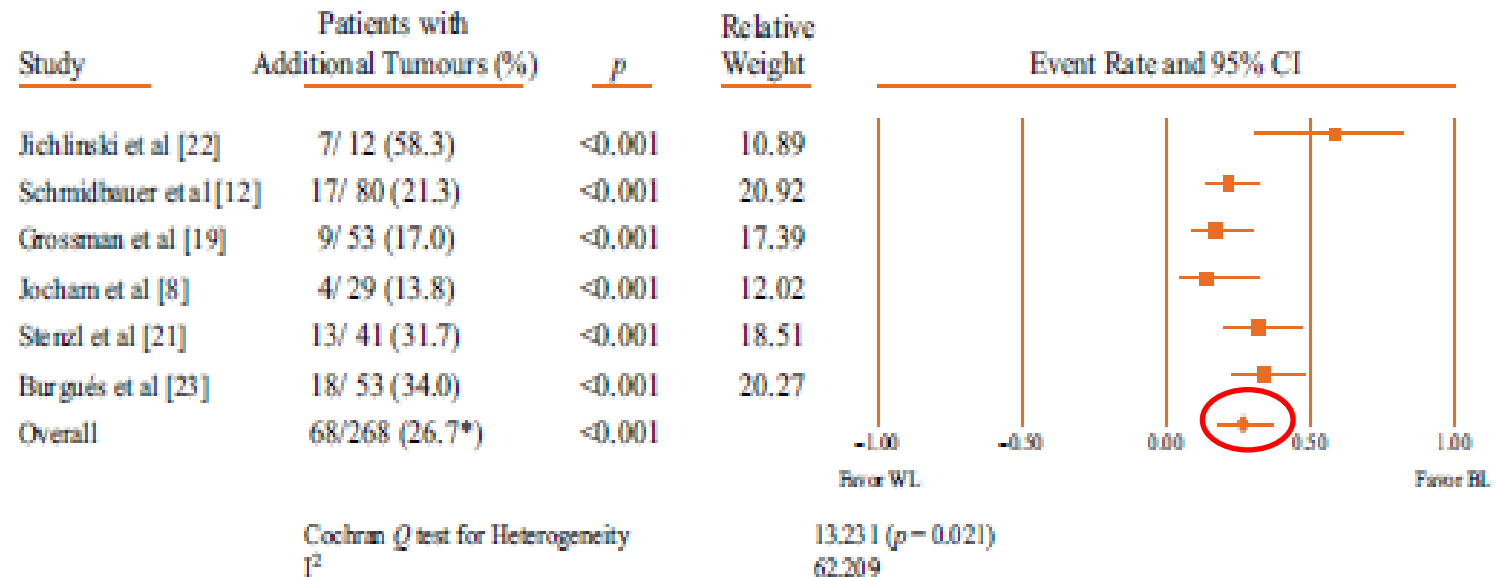 Patients with Relative
Study Additional Tumours (%) p Weight Event Rate and 95% CI
Jichlinski et al [22] 7/ 12 (58.3) <0.001 10.89
Schmidbauer et al [12] 17/ 80 (21.3) <0.001 20.92
Grossman et al [19] 9/ 53 (17.0) <0.001 17.39
Jocham et al [8] 4/ 29 (13.8) <0.001 12.02
Stenzl et al [21] 13/ 41 (31.7) <0.001 18.51
Burgués et al [23] 18/ 53 (34.0) <0.001 20.27
Overall 68/268 (26.7*) <0.001
-1.00 -0.50 0.00 0.50 1.00
Favor WL Favor BL
Cochran Q test for Heterogeneity 13.231 (p = 0.021)
I² 62.209